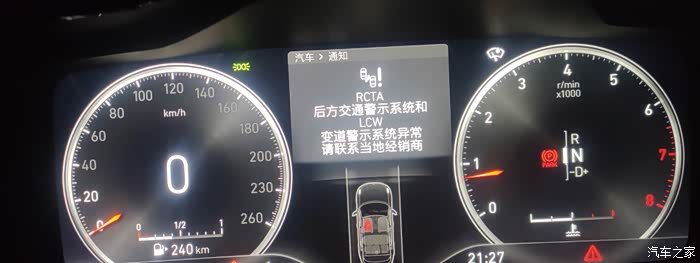 汽车 > 通知
RCTA
后方交通警示系统和
LCW
变道警示系统异常
请联系当地经销商
0
20
40
60
80
100
120
140
160
180
200
220
240
260
km/h
0
0 1/2 1
240 km
0
1
2
3
4
5
6
7
8
r/min
x1000
R
N
-D+
PARK
21:27
汽车之家